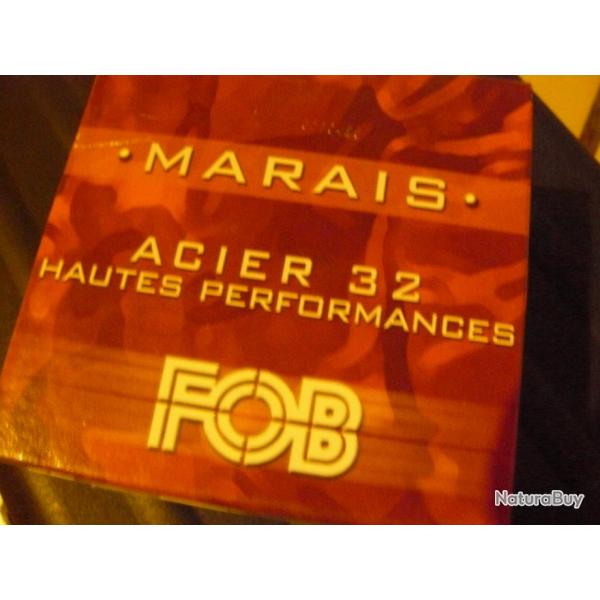 • MARAIS •
ACIER 32
HAUTES PERFORMANCES
FOB
NaturaBuy